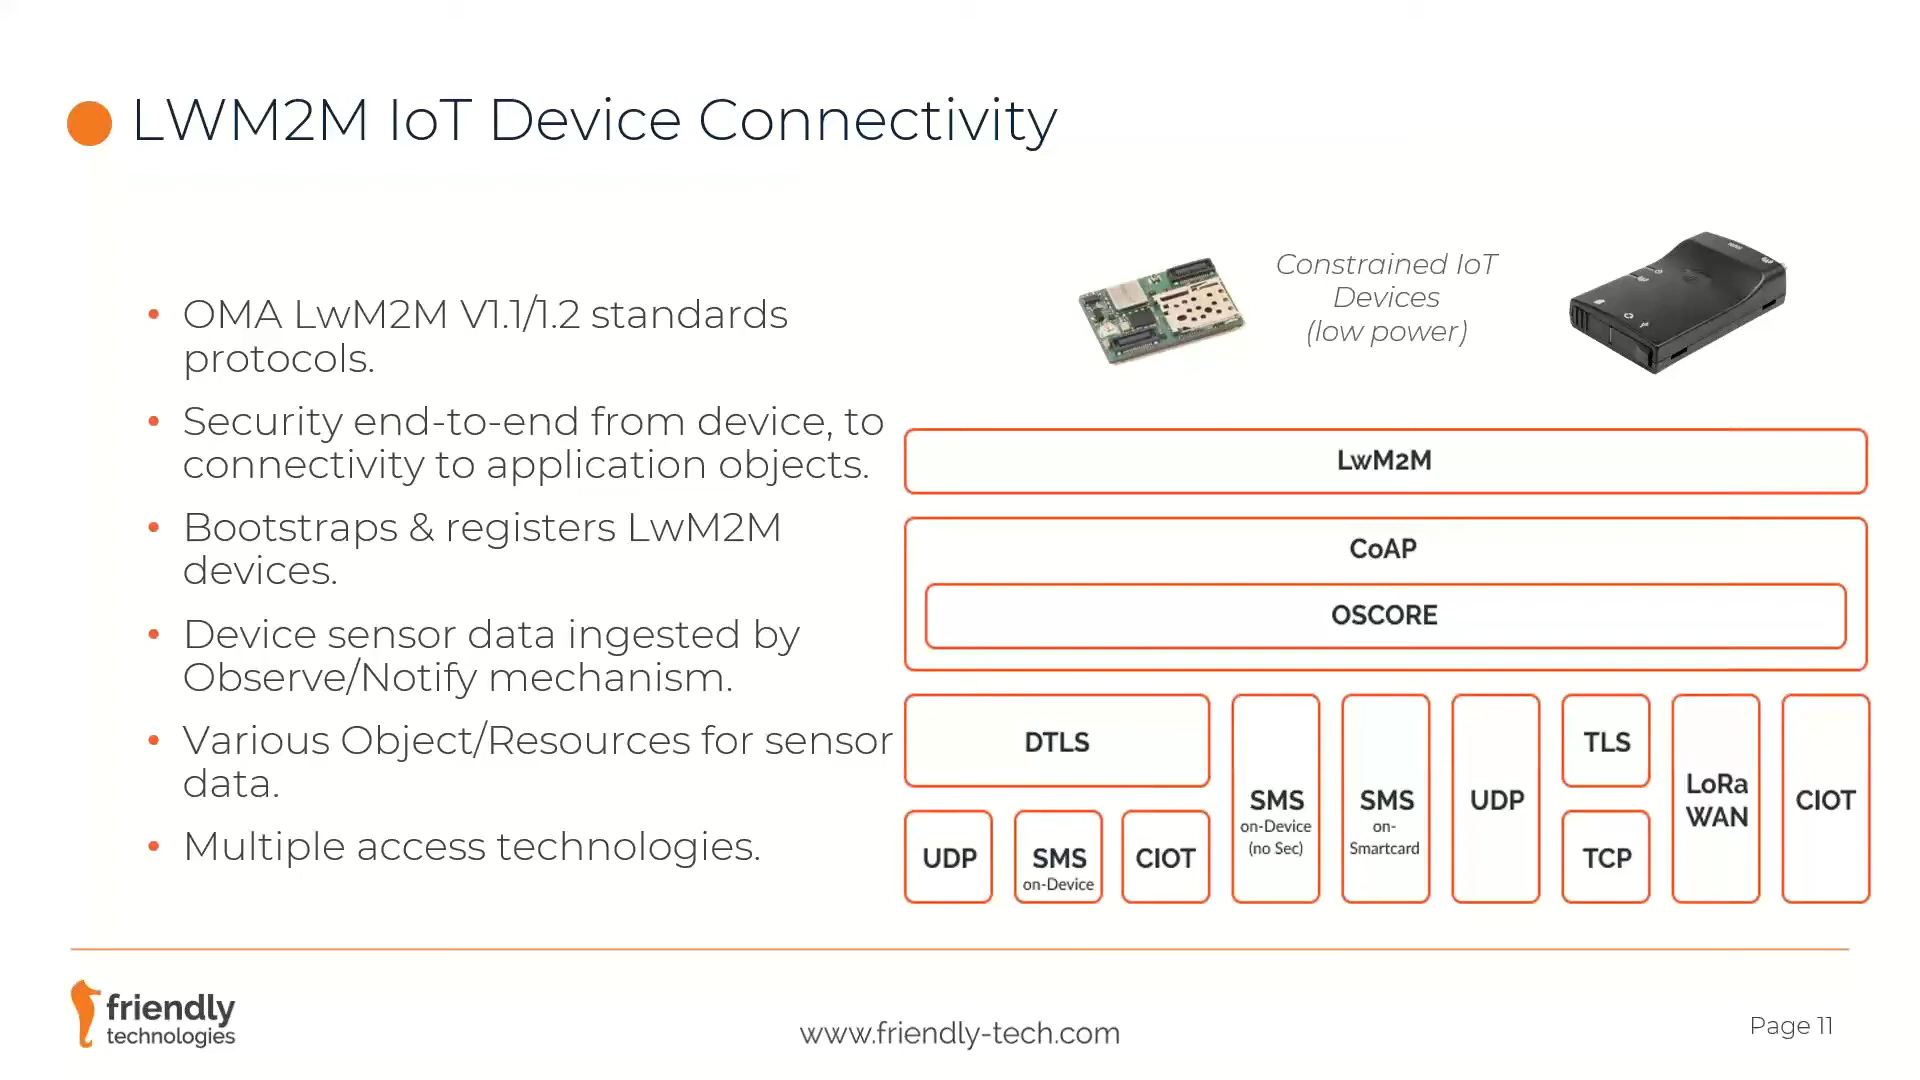 LWM2M IoT Device Connectivity
• OMA LwM2M V1.1/1.2 standards
protocols.
• Security end-to-end from device, to
connectivity to application objects.
• Bootstraps & registers LwM2M
devices.
• Device sensor data ingested by
Observe/Notify mechanism.
• Various Object/Resources for sensor
data.
• Multiple access technologies.
Constrained IoT
Devices
(low power)
LwM2M
CoAP
OSCORE
DTLS
UDP
SMS
on-Device
CIOT
SMS
on-Device
(no Sec)
SMS
on-
Smartcard
UDP
TLS
TCP
LoRa
WAN
CIOT
friendly
technologies
www.friendly-tech.com
Page 11